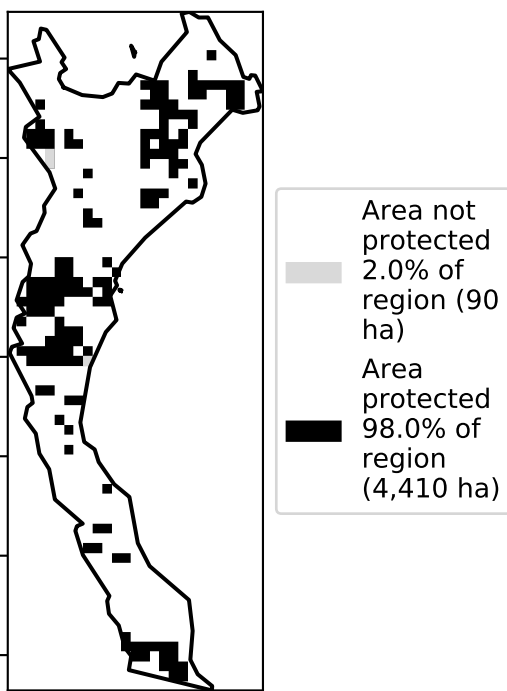 Area not
protected
2.0% of
region (90
ha)
Area
protected
98.0% of
region
(4,410 ha)